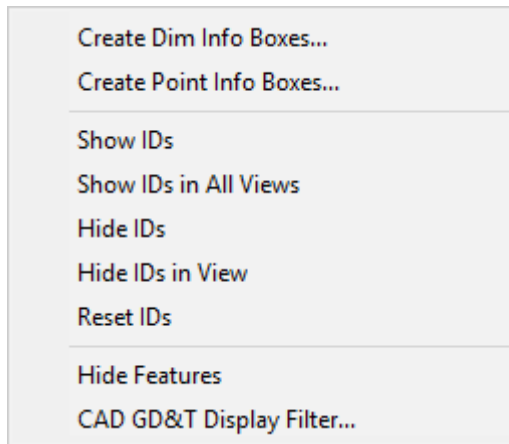 Create Dim Info Boxes...
Create Point Info Boxes...
Show IDs
Show IDs in All Views
Hide IDs
Hide IDs in View
Reset IDs
Hide Features
CAD GD&T Display Filter...